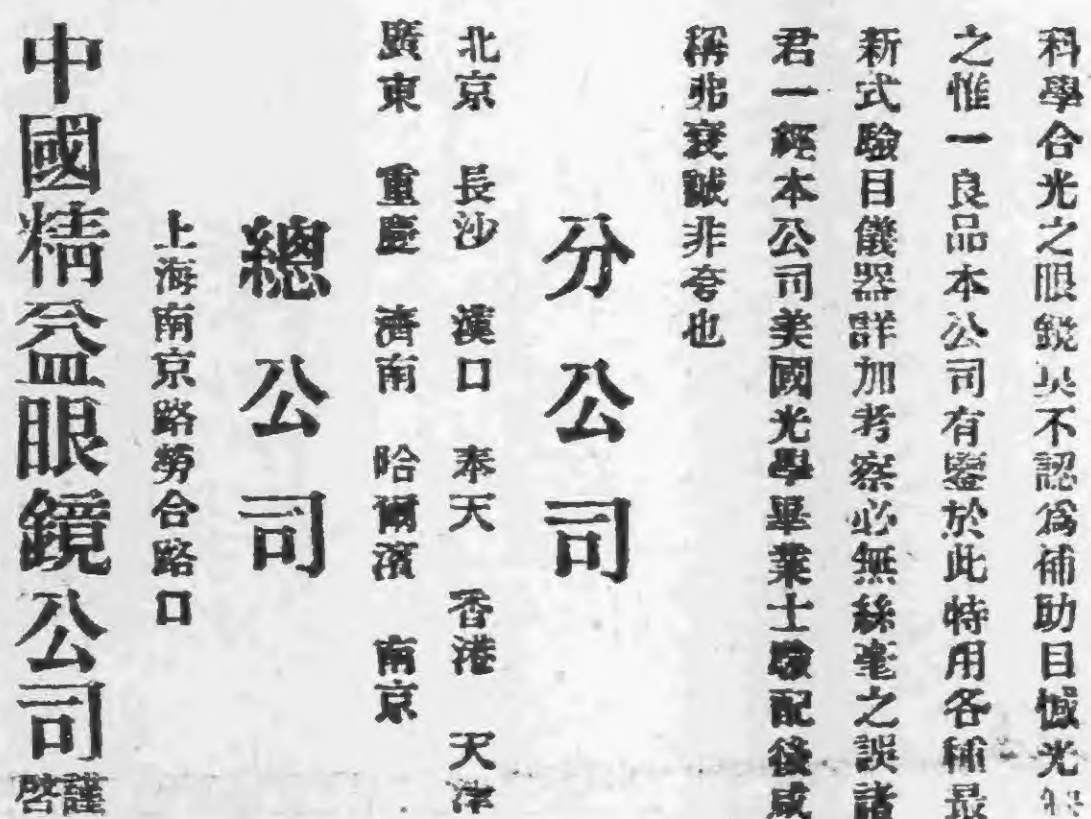 科學合光之眼鏡莫不認爲補助目憾光
之惟一良品本公司有鑒於此特用各種最
新式驗目儀器詳加考察必無絲毫之誤諸
君一經本公司美國光學畢業士驗配後咸
稱弗衰誠非夸也
分公司
北京 長沙 漢口 奉天 香港 天津
廣東 重慶 濟南 哈爾濱 南京
總公司
上海南京路勞合路口
中國精益眼鏡公司謹啓